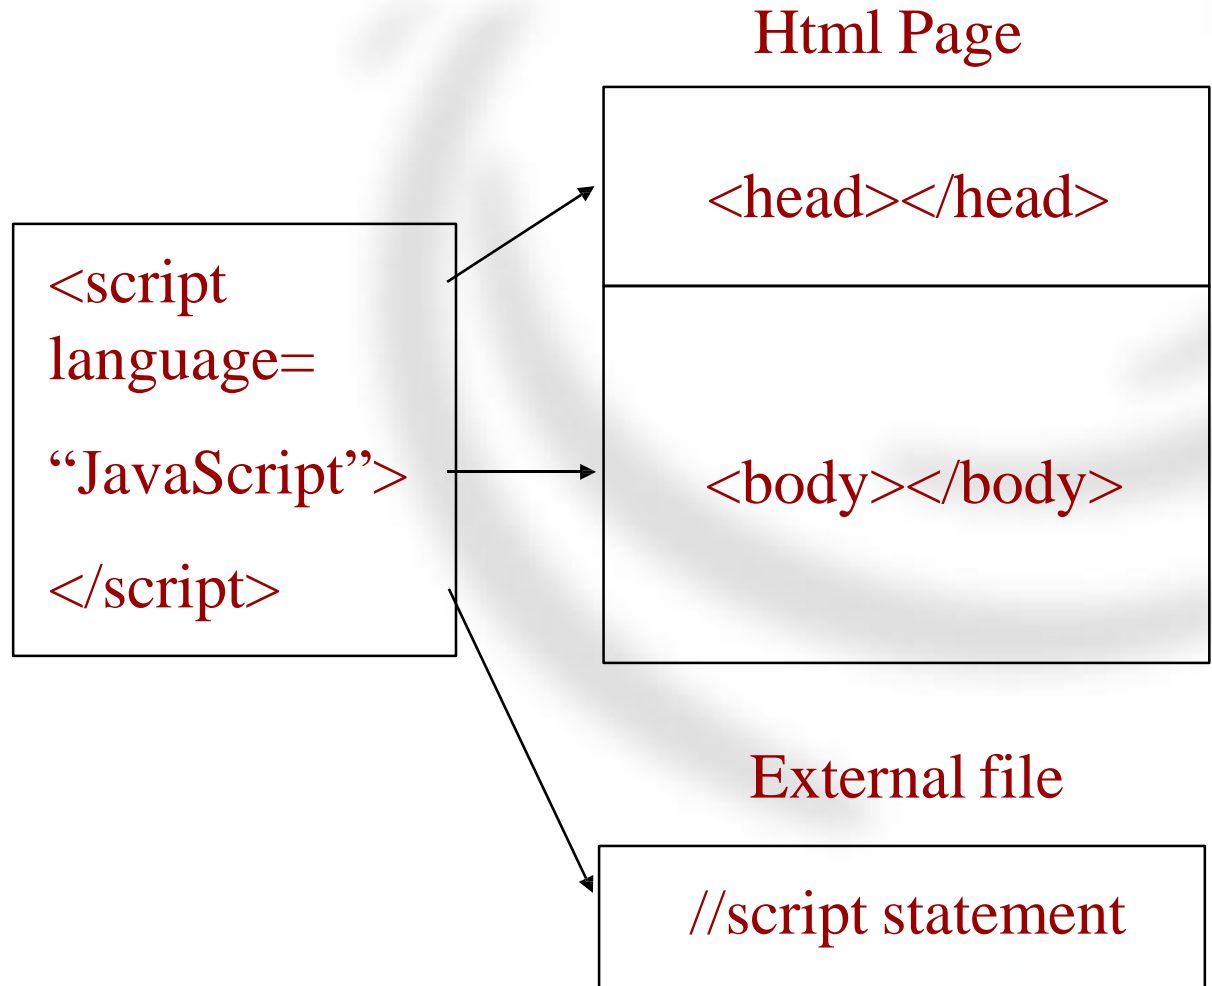 Html Page
<head></head>
<script
language=
“JavaScript”>
</script>
<body></body>
External file
//script statement